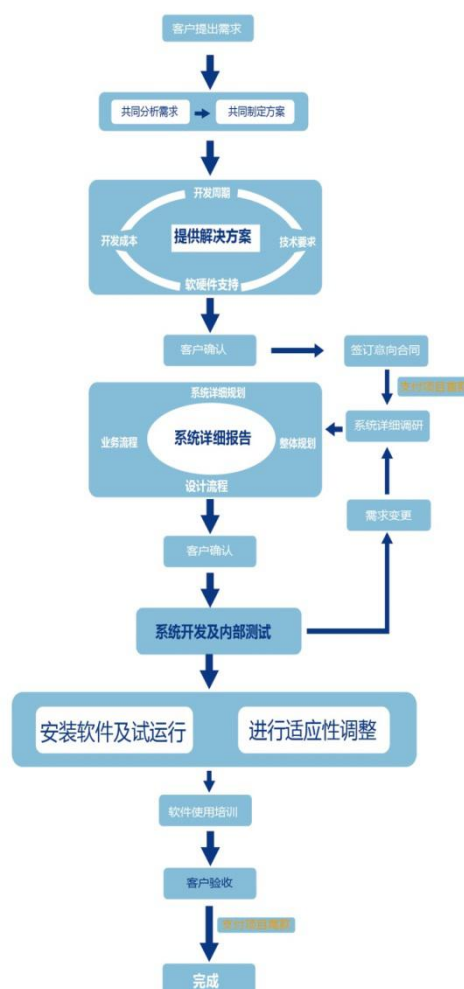 客户提出需求
共同分析需求
共同制定方案
开发周期
开发成本
提供解决方案
技术要求
软硬件支持
客户确认
签订意向合同
系统详细规划
系统详细调研
业务流程
系统详细报告
整体规划
设计流程
需求变更
客户确认
系统开发及内部测试
安装软件及试运行
进行适应性调整
软件使用培训
客户验收
完成